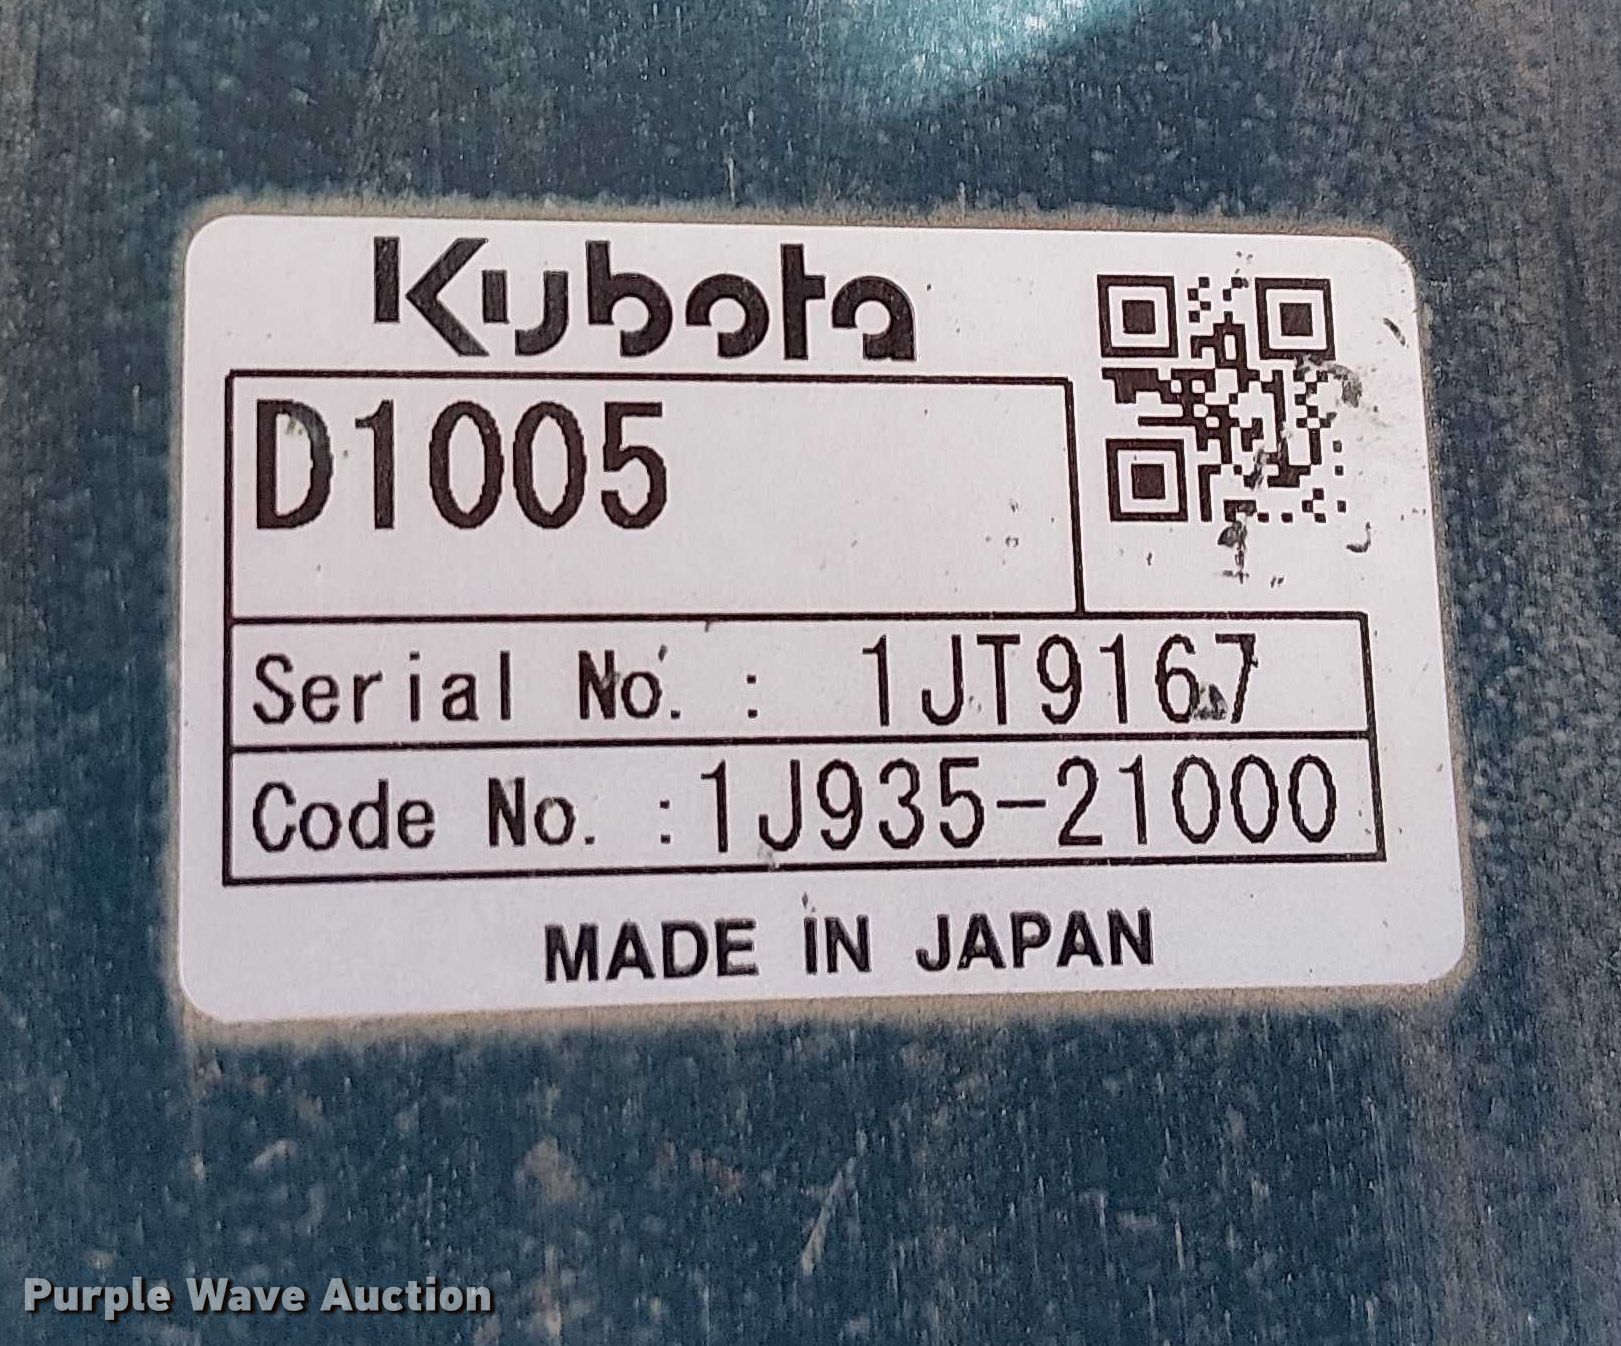 Kubota
D1005
Serial No. : 1JT9167
Code No. :1J935-21000
MADE IN JAPAN
Purple Wave Auction